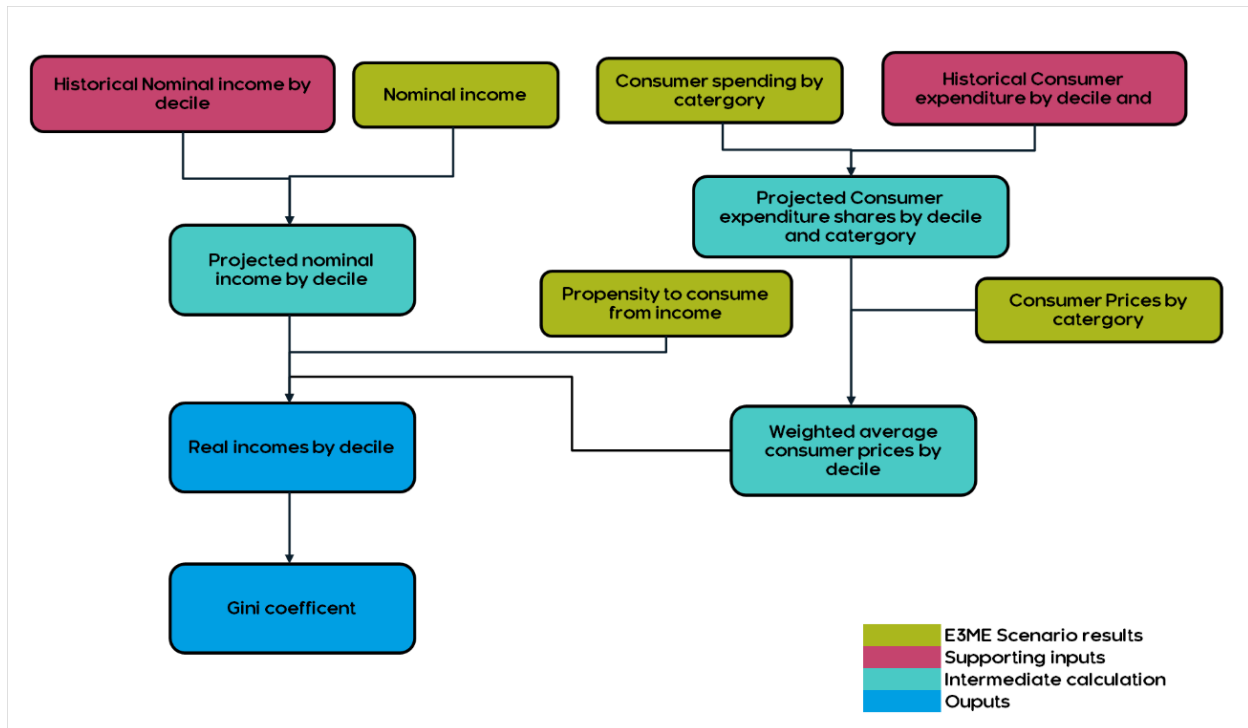 Historical Nominal income by
decile
Nominal income
Consumer spending by
catergory
Historical Consumer
expenditure by decile and
Projected nominal
income by decile
Projected Consumer
expenditure shares by decile
and catergory
Propensity to consume
from income
Consumer Prices by
catergory
Real incomes by decile
Weighted average
consumer prices by
decile
Gini coefficent
E3ME Scenario results
Supporting inputs
Intermediate calculation
Ouputs